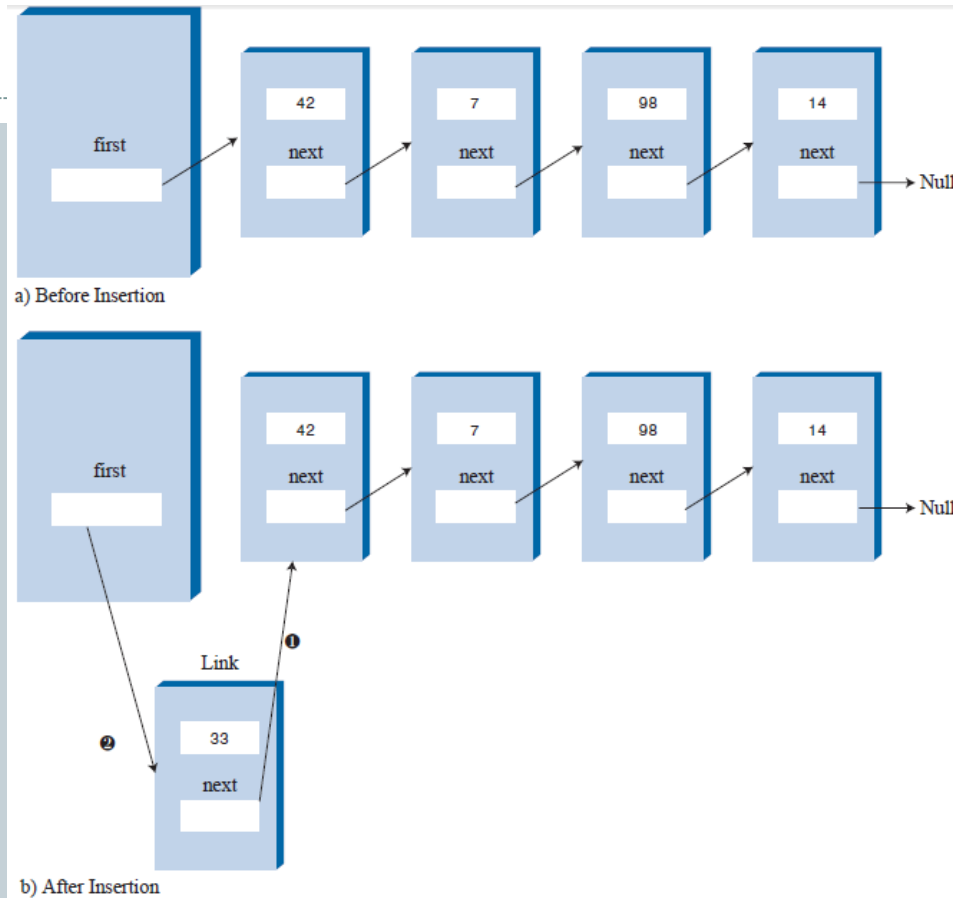 42 7 98 14
first next next next next
Null
a) Before Insertion
42 7 98 14
first next next next next
Null
❶
Link
❷ 33
next
b) After Insertion